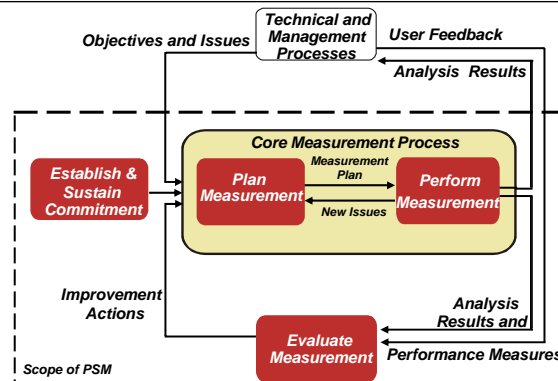 Technical and
Management
Processes
Objectives and Issues
User Feedback
Analysis Results
Core Measurement Process
Establish &
Sustain
Commitment
Plan
Measurement
Measurement
Plan
New Issues
Perform
Measurement
Improvement
Actions
Evaluate
Measurement
Analysis
Results and
Performance Measures
Scope of PSM